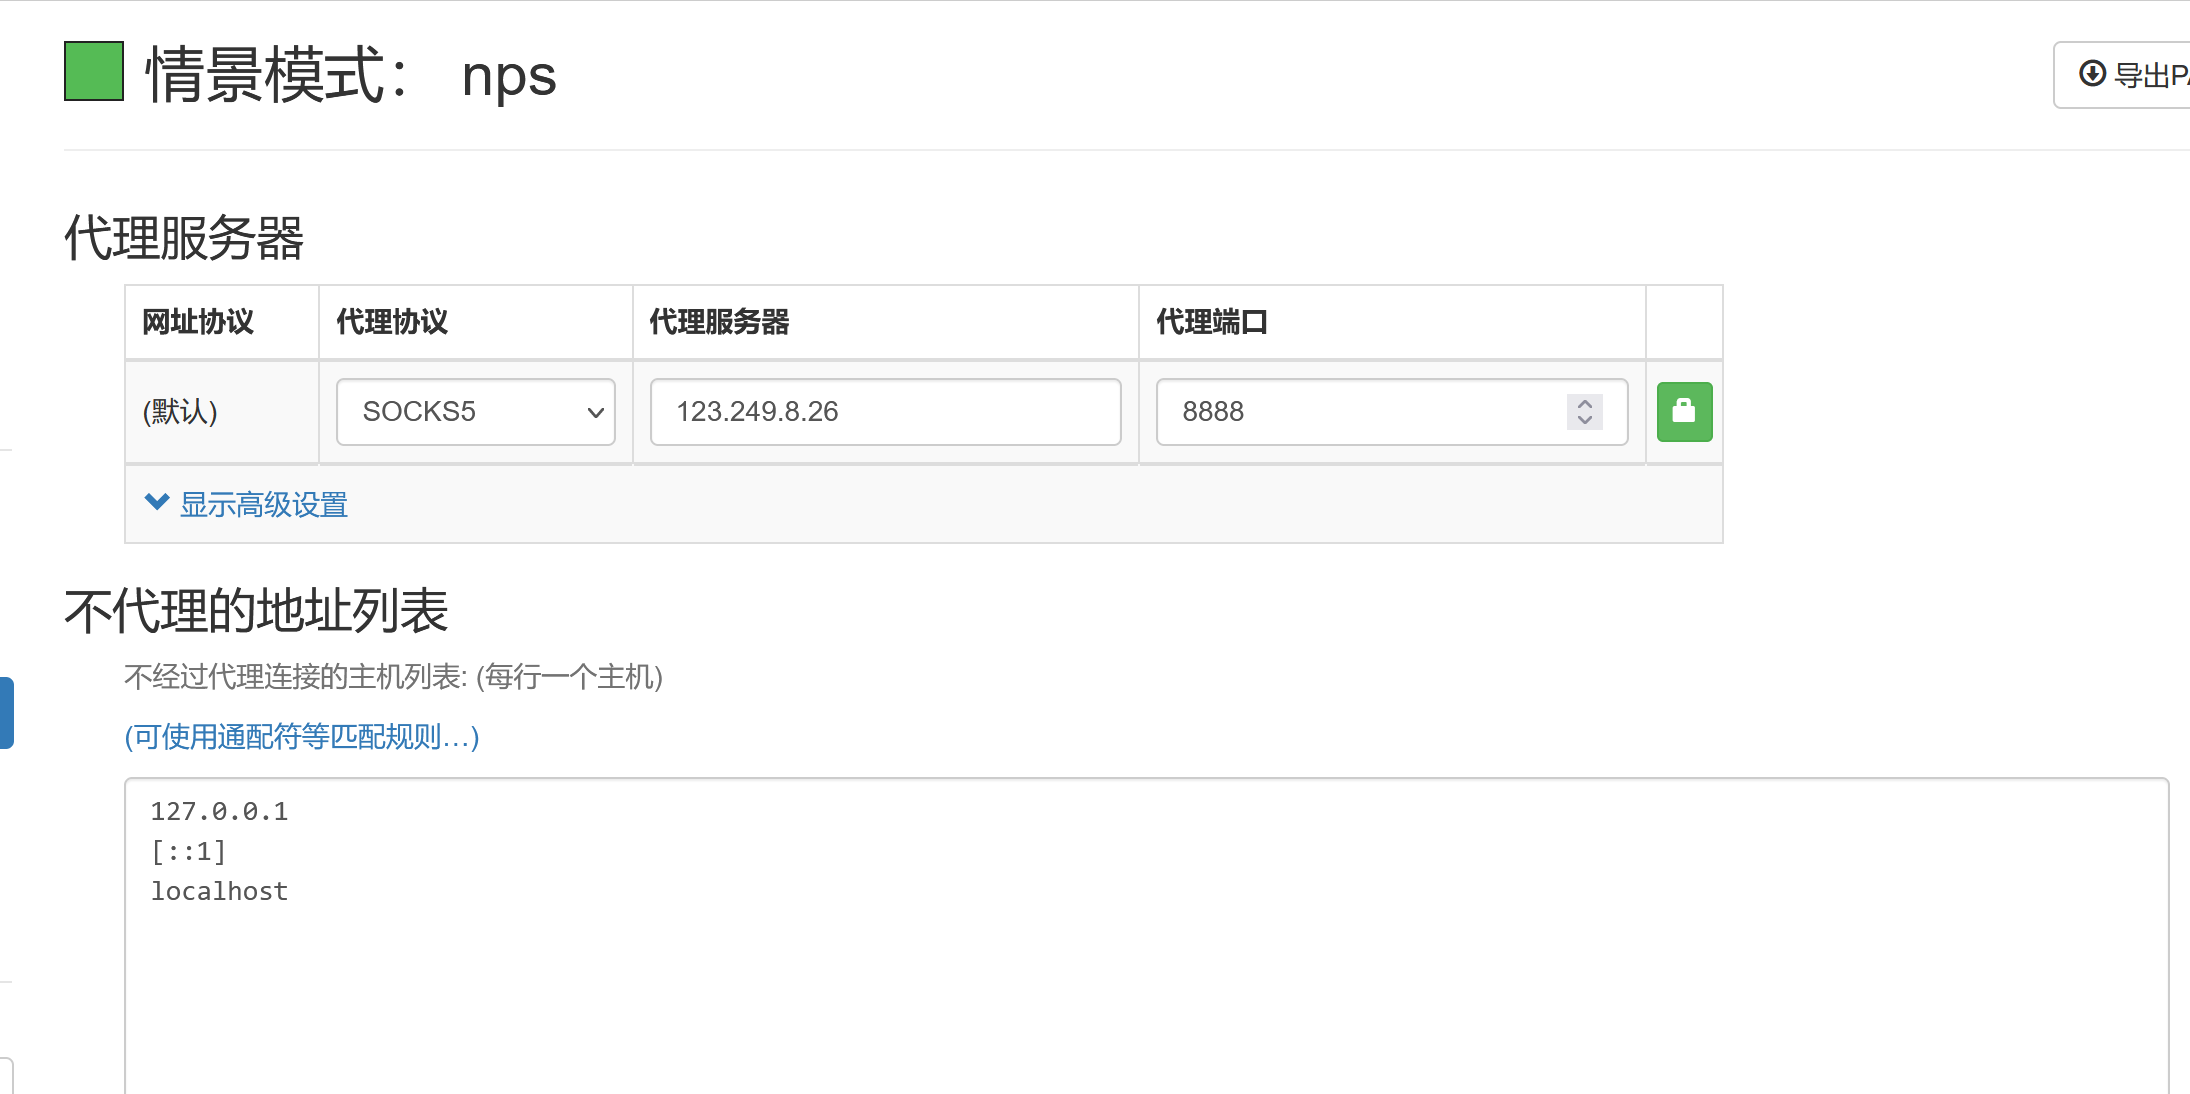 情景模式： nps
导出PA
代理服务器
网址协议 代理协议 代理服务器 代理端口
(默认) SOCKS5 123.249.8.26 8888
显示高级设置
不代理的地址列表
不经过代理连接的主机列表: (每行一个主机)
(可使用通配符等匹配规则…)
127.0.0.1
[::1]
localhost